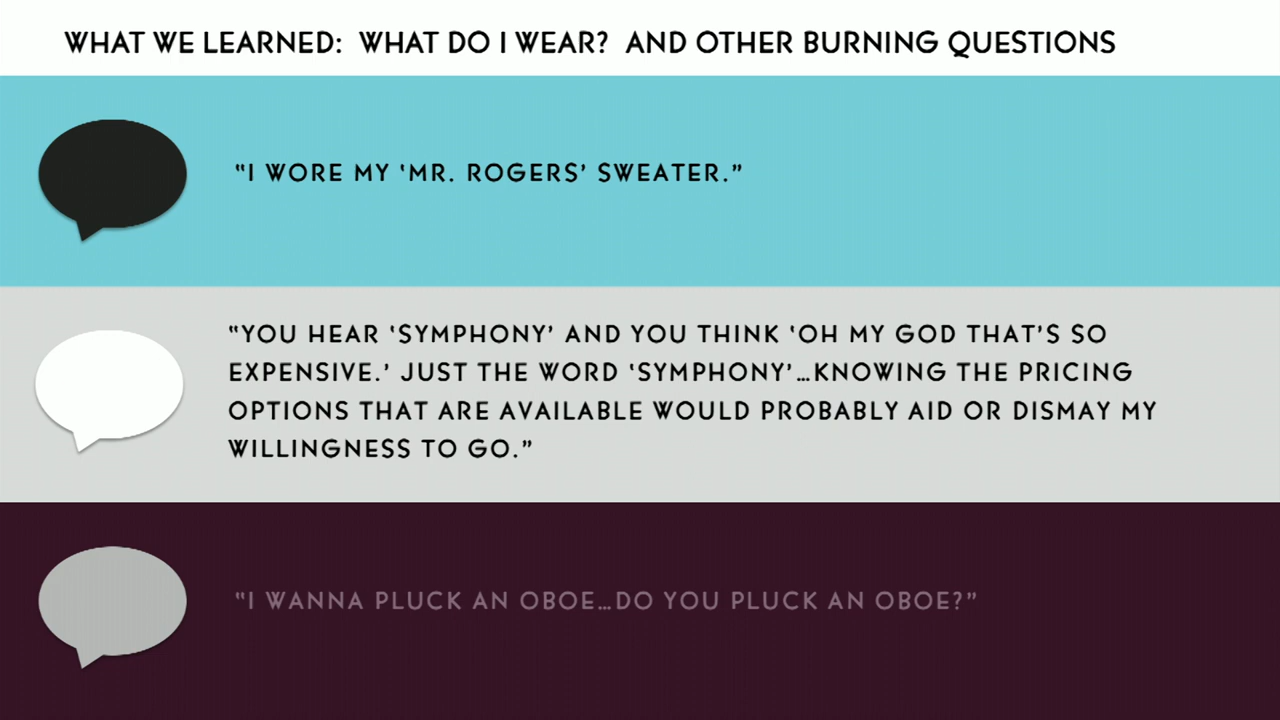 WHAT WE LEARNED: WHAT DO I WEAR? AND OTHER BURNING QUESTIONS
"I WORE MY 'MR. ROGERS' SWEATER."
"YOU HEAR 'SYMPHONY' AND YOU THINK 'OH MY GOD THAT'S SO
EXPENSIVE.' JUST THE WORD 'SYMPHONY'…KNOWING THE PRICING
OPTIONS THAT ARE AVAILABLE WOULD PROBABLY AID OR DISMAY MY
WILLINGNESS TO GO."
"I WANNA PLUCK AN OBOE…DO YOU PLUCK AN OBOE?"